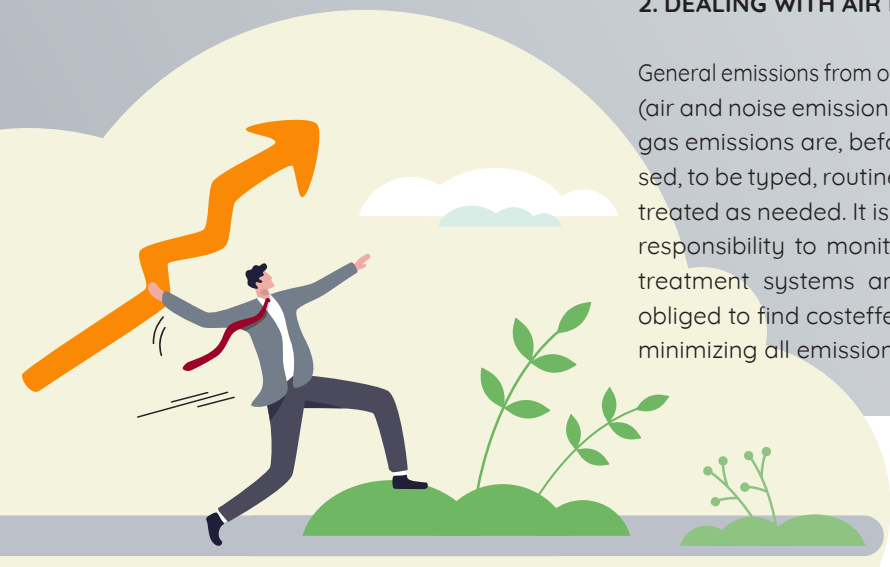 2. DEALING WITH AIR
General emissions from o
(air and noise emission
gas emissions are, befo
sed, to be typed, routine
treated as needed. It is
responsibility to monit
treatment systems ar
obliged to find costeffe
minimizing all emission